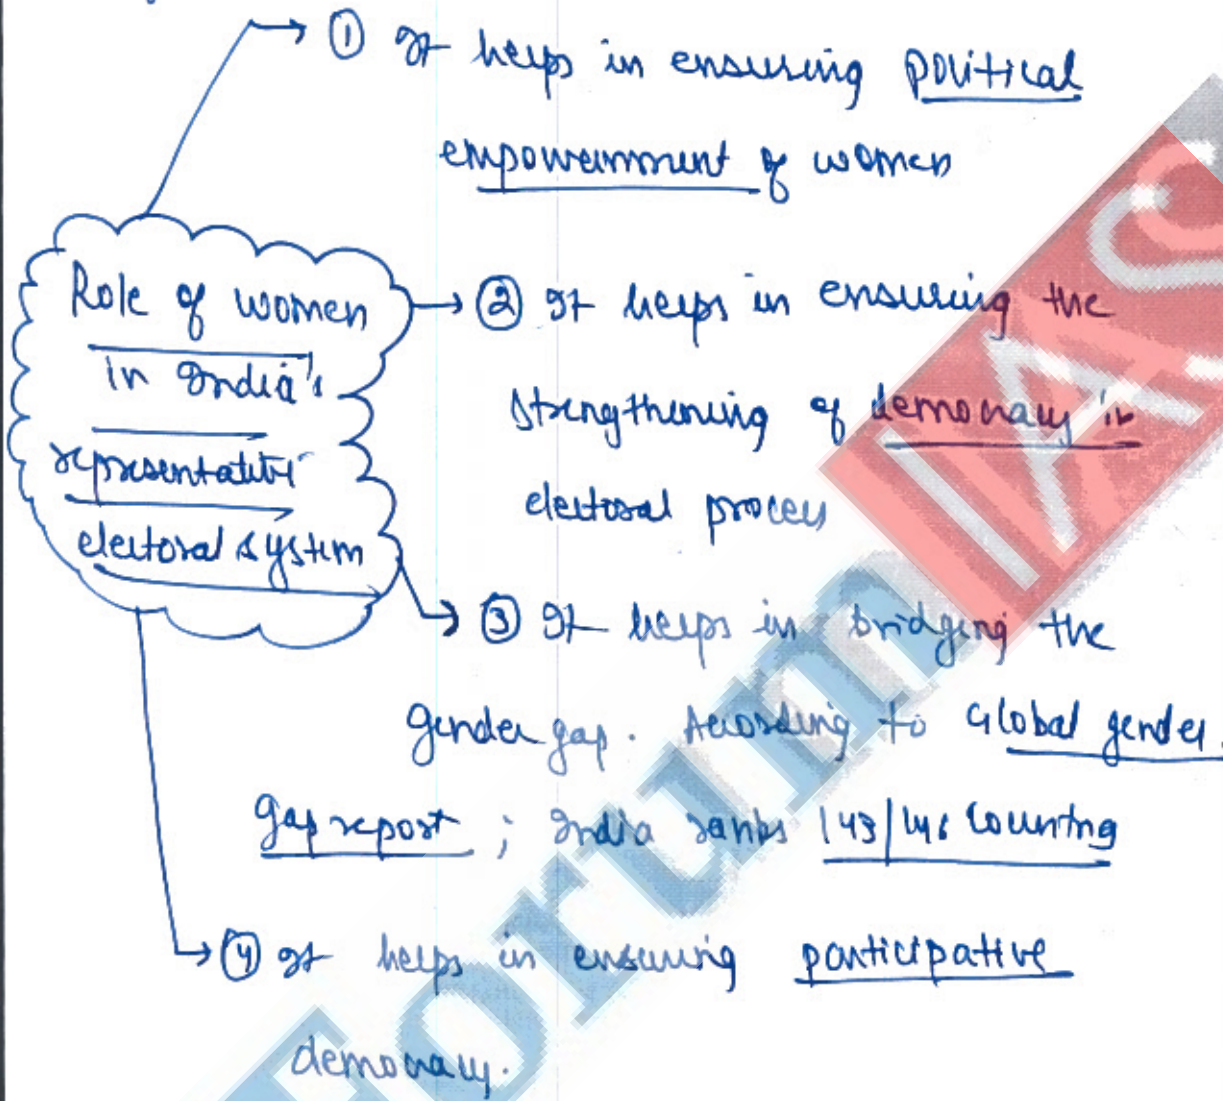 ① It helps in ensuring political
empowerment of women
Role of women
in India's
representative
electoral system
② It helps in ensuring the
strengthening of democracy in
electoral process
③ It helps in bridging the
gender gap. According to Global gender
gap report ; India ranks 143/146 Counting
④ It helps in ensuring participative
democracy.
Forum IAS